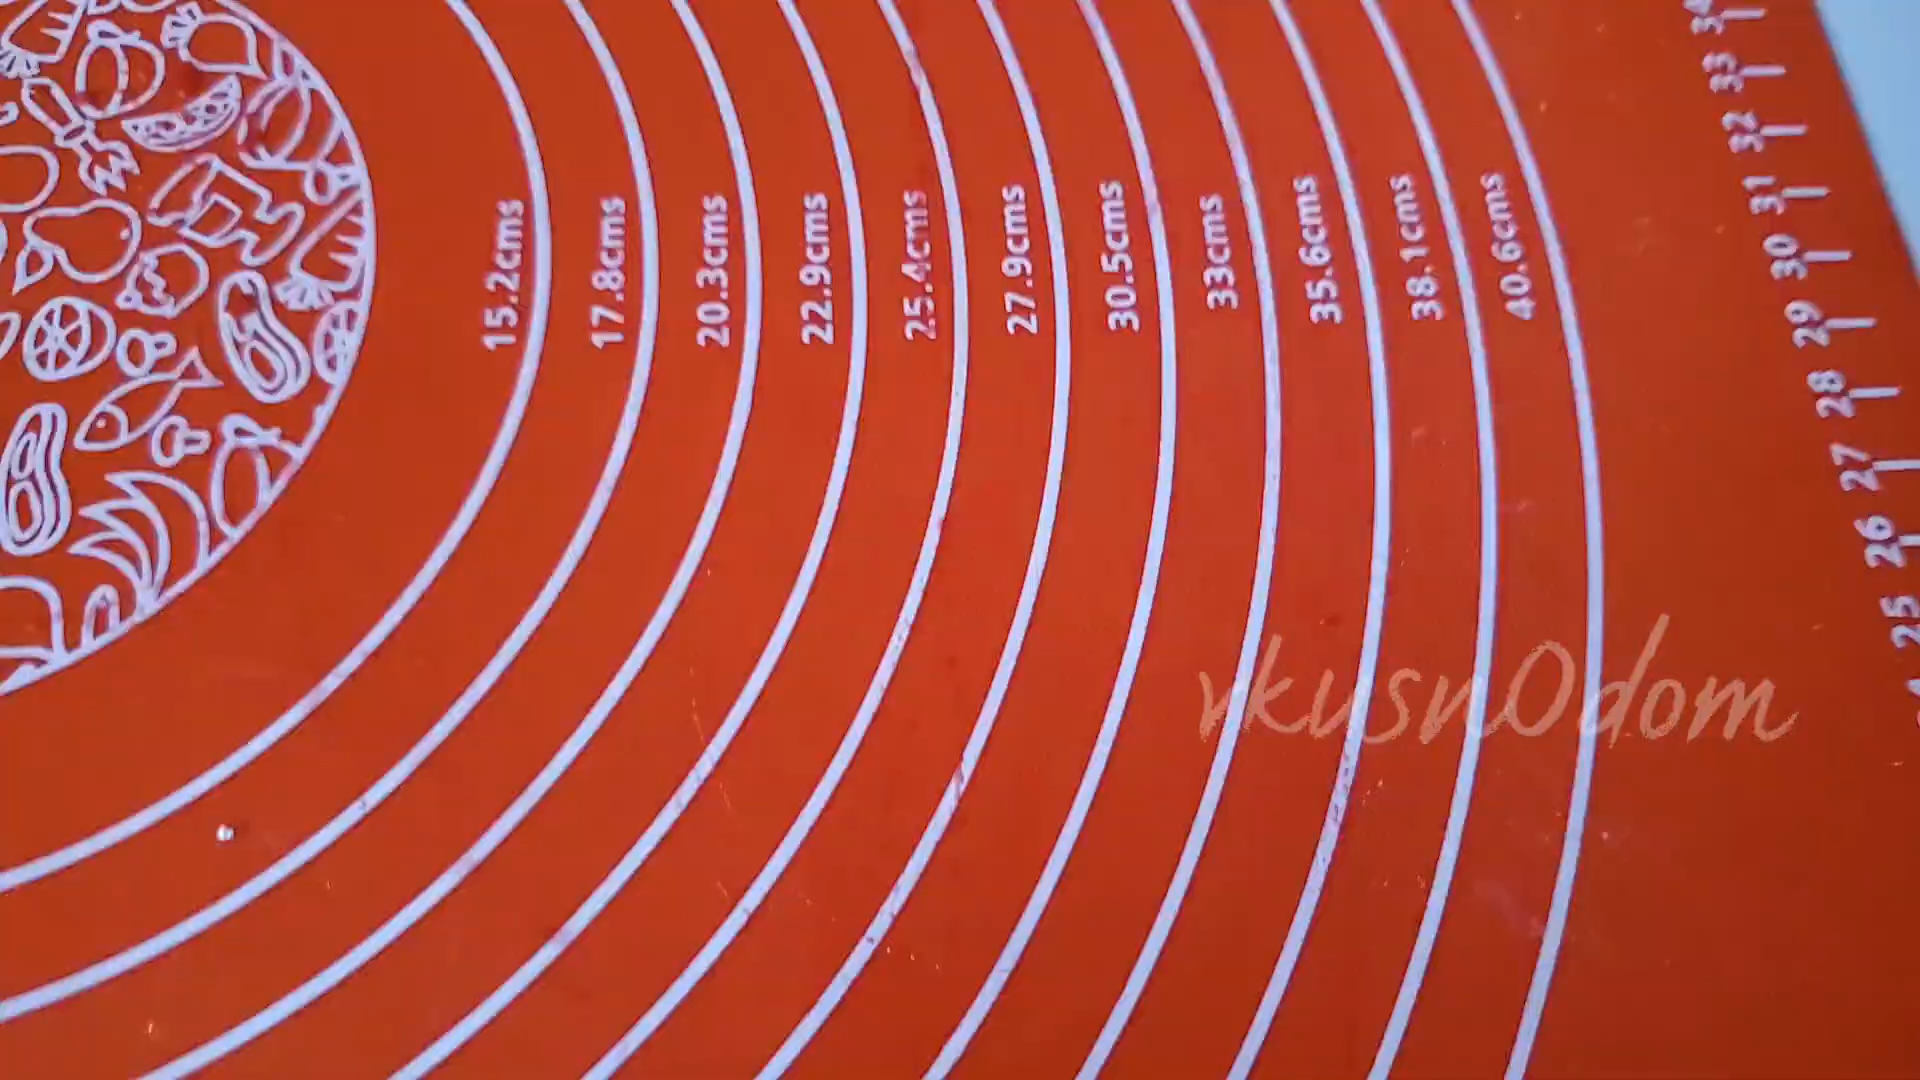 15.2cms
17.8cms
20.3cms
22.9cms
25.4cms
27.9cms
30.5cms
33cms
35.6cms
38.1cms
40.6cms
34
33
32
31
30
29
28
27
26
25
vkusn0dom